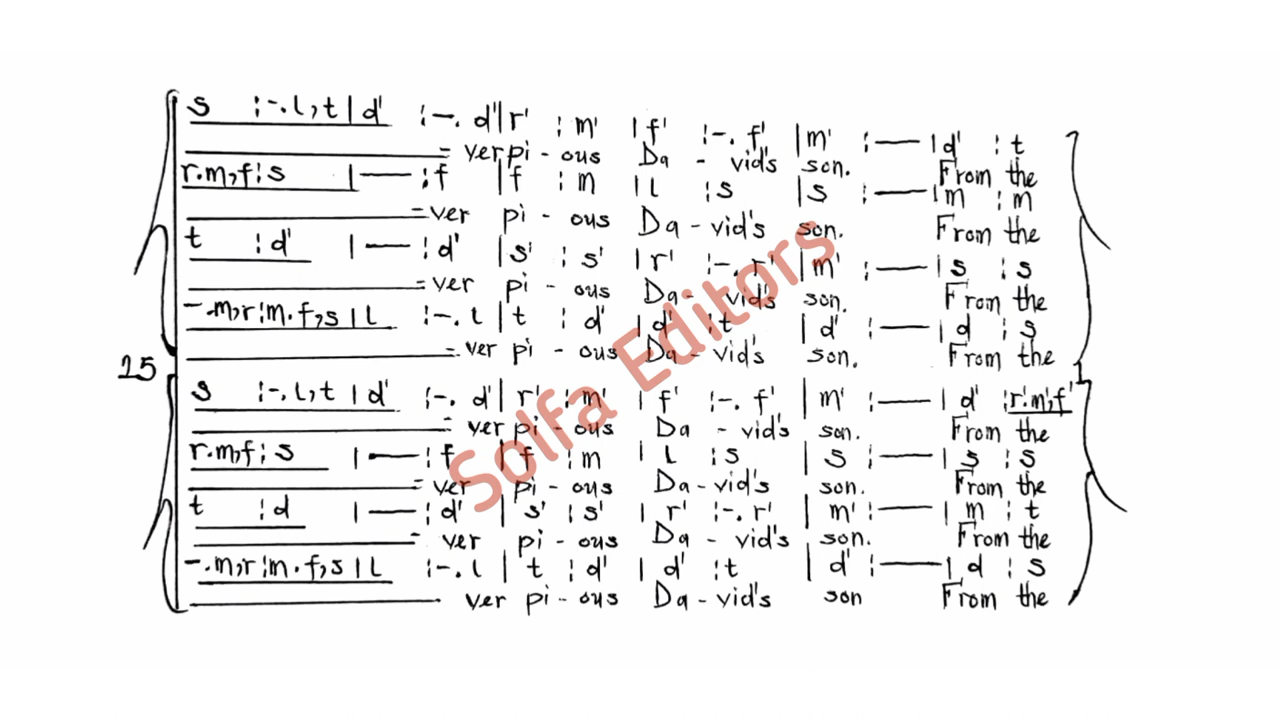 s :-.l,t|d' :-.d'|r' :m' |f' :-.f' |m' :— |d' :t
= ver pi - ous Da - vid's son. From the
r.m,f:s |— :f |f :m |l :s |s :— |m :m
= ver pi - ous Da - vid's son. From the
t :d' |— :d' |s' :s' |r' :-.r' |m' :— |s :s
= ver pi - ous Da - vid's son. From the
-.m,r:m.f,s|l :-.l |t :d' |d' :t |d' :— |d :s
= ver pi - ous Da - vid's son. From the
25
s :-.l,t|d' :-.d'|r' :m' |f' :-.f' |m' :— |d' :r'.m',f'
- ver pi - ous Da - vid's son. From the
r.m,f:s |— :f |f :m |l :s |s :— |s :s
= ver pi - ous Da - vid's son. From the
t :d |— :d' |s' :s' |r' :-.r' |m' :— |m :t
- ver pi - ous Da - vid's son. From the
-.m,r:m.f,s|l :-.l |t :d' |d' :t |d' :— |d :s
ver pi - ous Da - vid's son From the
Solfa Editors